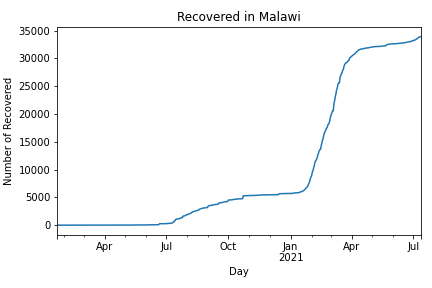 Recovered in Malawi
35000
30000
25000
20000
15000
10000
5000
0
Number of Recovered
Apr Jul Oct Jan Apr Jul
2021
Day